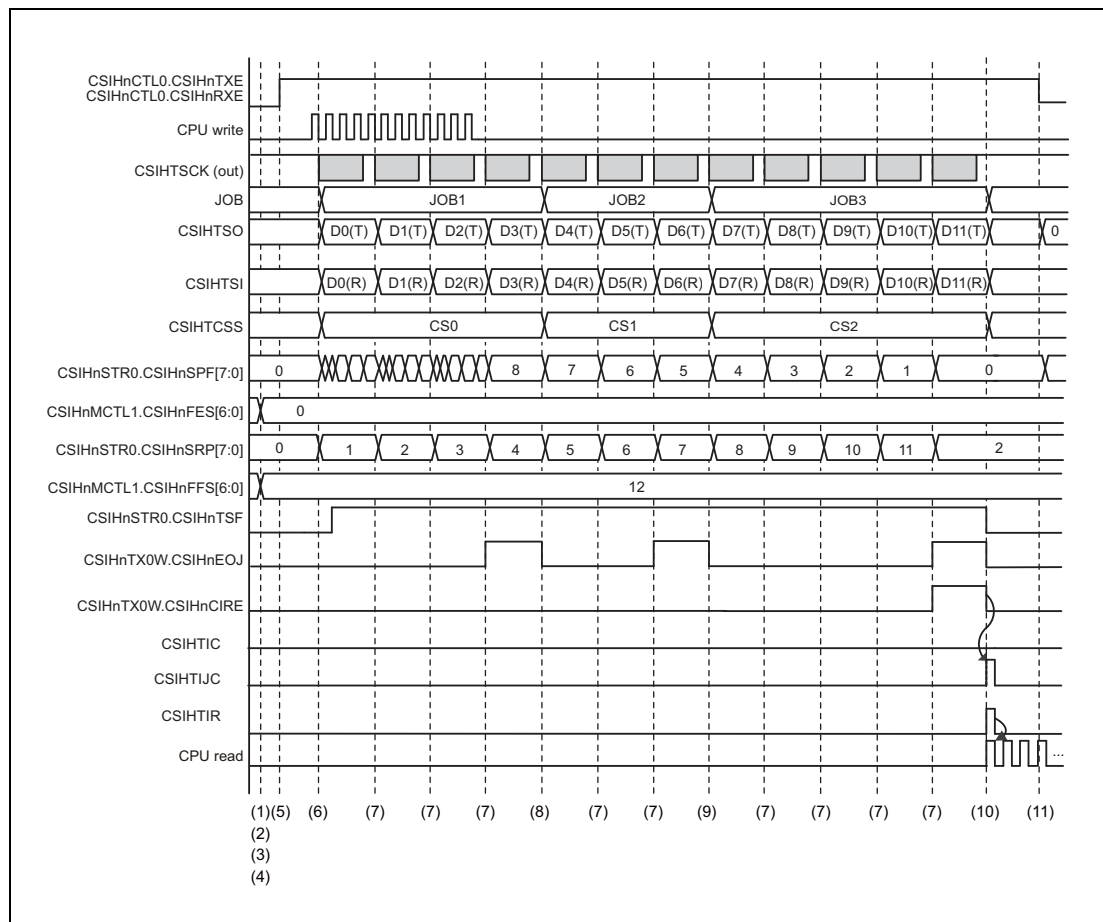 CSIHnCTL0.CSIHnTXE
CSIHnCTL0.CSIHnRXE
CPU write
CSIHTSCK (out)
JOB JOB1 JOB2 JOB3
CSIHTSO D0(T) D1(T) D2(T) D3(T) D4(T) D5(T) D6(T) D7(T) D8(T) D9(T) D10(T) D11(T) 0
CSIHTSI D0(R) D1(R) D2(R) D3(R) D4(R) D5(R) D6(R) D7(R) D8(R) D9(R) D10(R) D11(R)
CSIHTCSS CS0 CS1 CS2
CSIHnSTR0.CSIHnSPF[7:0] 0 8 7 6 5 4 3 2 1 0
CSIHnMCTL1.CSIHnFES[6:0] 0
CSIHnSTR0.CSIHnSRP[7:0] 0 1 2 3 4 5 6 7 8 9 10 11 2
CSIHnMCTL1.CSIHnFFS[6:0] 12
CSIHnSTR0.CSIHnTSF
CSIHnTX0W.CSIHnEOJ
CSIHnTX0W.CSIHnCIRE
CSIHTIC
CSIHTIJC
CSIHTIR
CPU read ...
(1) (5) (6) (7) (7) (7) (8) (7) (7) (9) (7) (7) (7) (7) (10) (11)
(2)
(3)
(4)